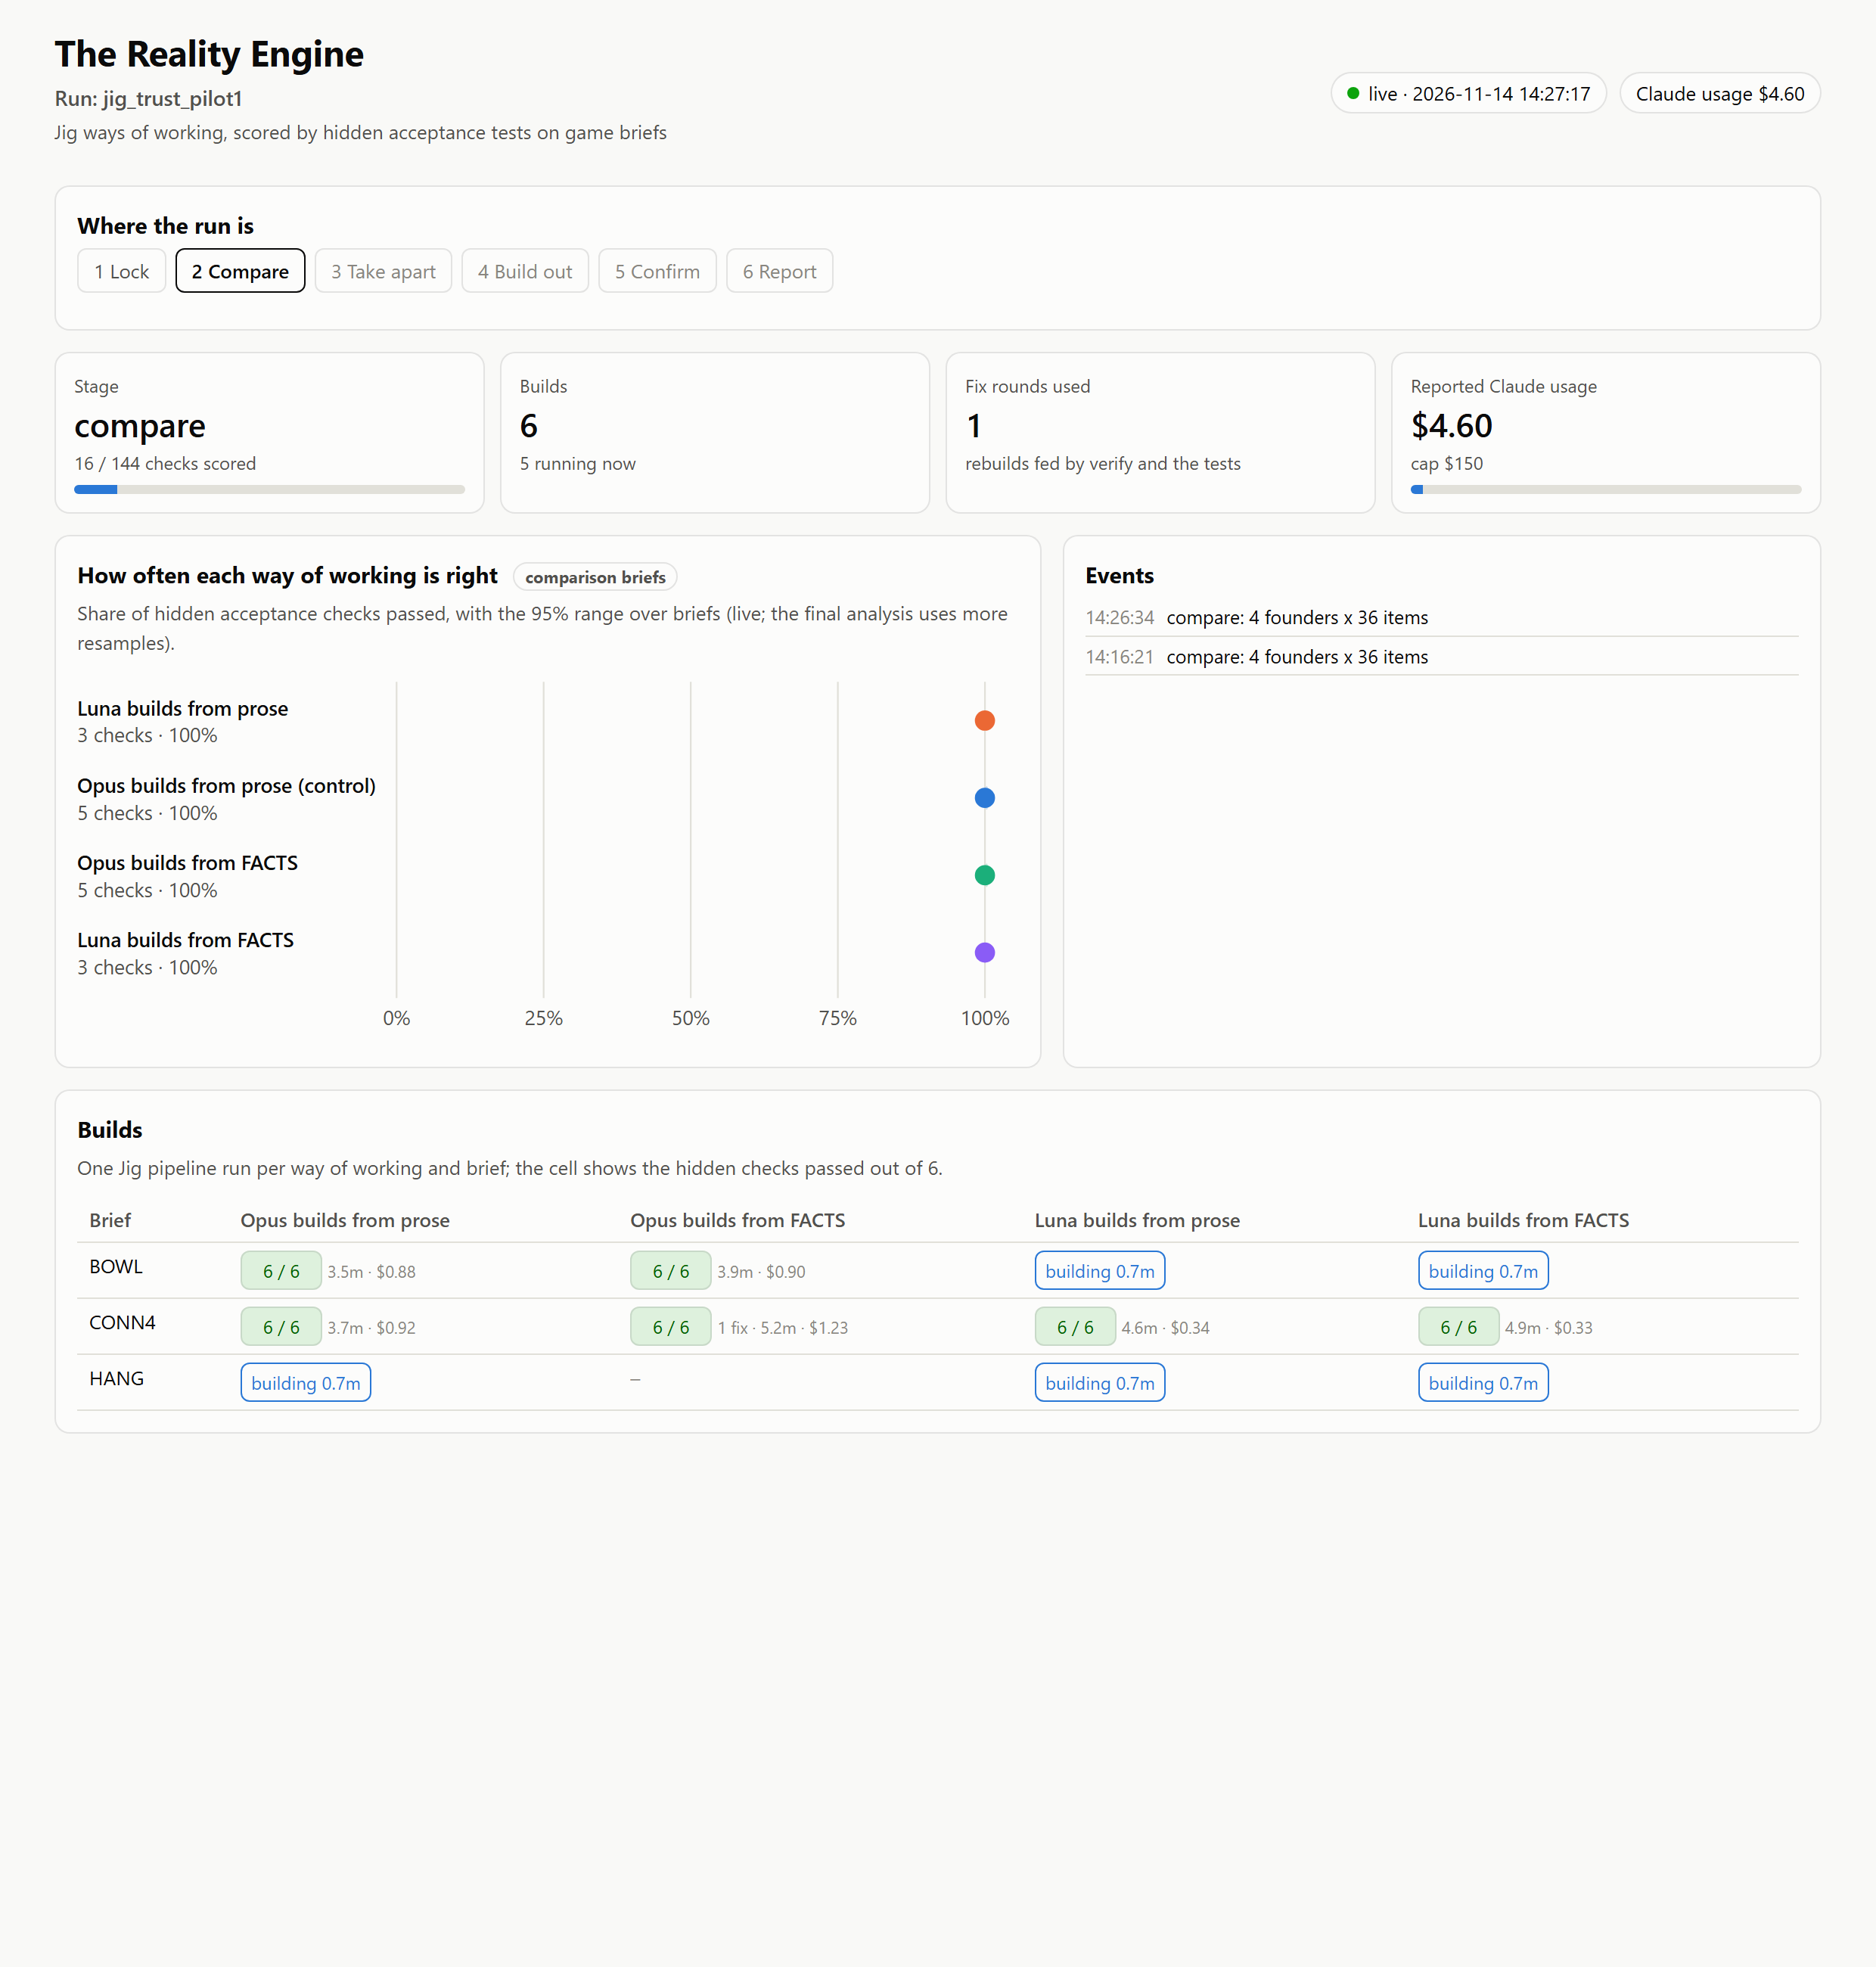 The Reality Engine
Run: jig_trust_pilot1
Jig ways of working, scored by hidden acceptance tests on game briefs
live · 2026-11-14 14:27:17
Claude usage $4.60
Where the run is
1 Lock
2 Compare
3 Take apart
4 Build out
5 Confirm
6 Report
Stage
compare
16 / 144 checks scored
Builds
6
5 running now
Fix rounds used
1
rebuilds fed by verify and the tests
Reported Claude usage
$4.60
cap $150
How often each way of working is right
comparison briefs
Share of hidden acceptance checks passed, with the 95% range over briefs (live; the final analysis uses more
resamples).
Luna builds from prose
3 checks · 100%
Opus builds from prose (control)
5 checks · 100%
Opus builds from FACTS
5 checks · 100%
Luna builds from FACTS
3 checks · 100%
0% 25% 50% 75% 100%
Events
14:26:34 compare: 4 founders x 36 items
14:16:21 compare: 4 founders x 36 items
Builds
One Jig pipeline run per way of working and brief; the cell shows the hidden checks passed out of 6.
Brief Opus builds from prose Opus builds from FACTS Luna builds from prose Luna builds from FACTS
BOWL 6 / 6 3.5m · $0.88 6 / 6 3.9m · $0.90 building 0.7m building 0.7m
CONN4 6 / 6 3.7m · $0.92 6 / 6 1 fix · 5.2m · $1.23 6 / 6 4.6m · $0.34 6 / 6 4.9m · $0.33
HANG building 0.7m – building 0.7m building 0.7m